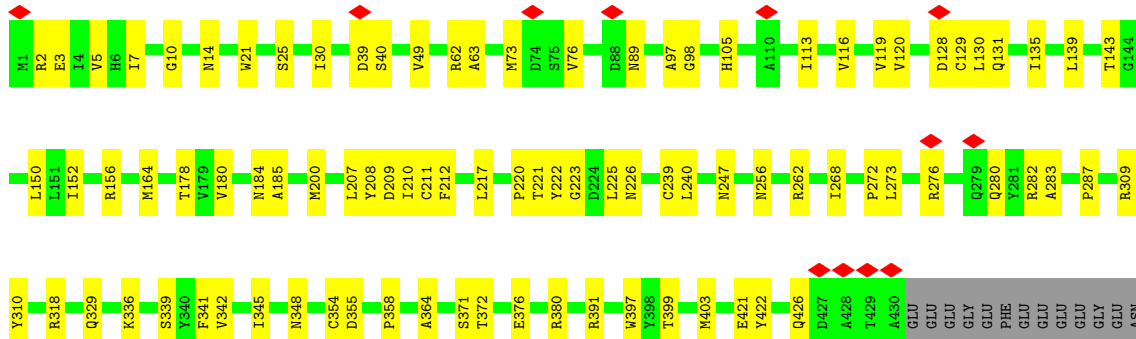 M1 R2 E3 I4 V5 H6 I7 G10 N14 W21 S25 I30 D39 S40 V49 R62 A63 M73 D74 S75 V76 D88 N89 A97 G98 H105 A110 I113 V116 V119 V120 D128 C129 L130 Q131 I135 L139 T143 G144
L150 L151 I152 R156 M164 T178 V179 V180 N184 A185 M200 L207 Y208 D209 I210 C211 F212 L217 P220 T221 Y222 G223 D224 L225 N226 C239 L240 N247 N256 R262 I268 P272 L273 R276 Q279 Q280 Y281 R282 A283 P287 R309
Y310 R318 Q329 K336 S339 Y340 F341 V342 I345 N348 C354 D355 P358 A364 S371 T372 E376 R380 R391 W397 Y398 T399 M403 E421 Y422 Q426 D427 A428 T429 A430 GLU GLU GLU GLY GLU PHE GLU GLU GLU GLU GLY GLU ASN